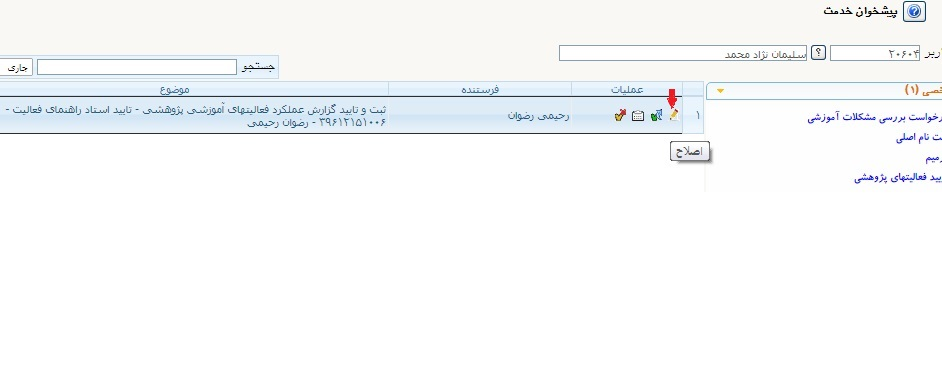 پیشخوان خدمت
اربر ۲۰۶۰۴ ؟ سلیمان نژاد محمد
جستجو جاری
عملیات فرستنده موضوع
۱ رحیمی رضوان ثبت و تایید گزارش عملکرد فعالیتهای آموزشی پژوهشی - تایید استاد راهنمای فعالیت -
۳۹۶۱۲۱۵۱۰۰۶ - رضوان رحیمی
اصلاح
خصی (۱)
رخواست بررسی مشکلات آموزشی
ت نام اصلی
رمیم
یید فعالیتهای پژوهشی